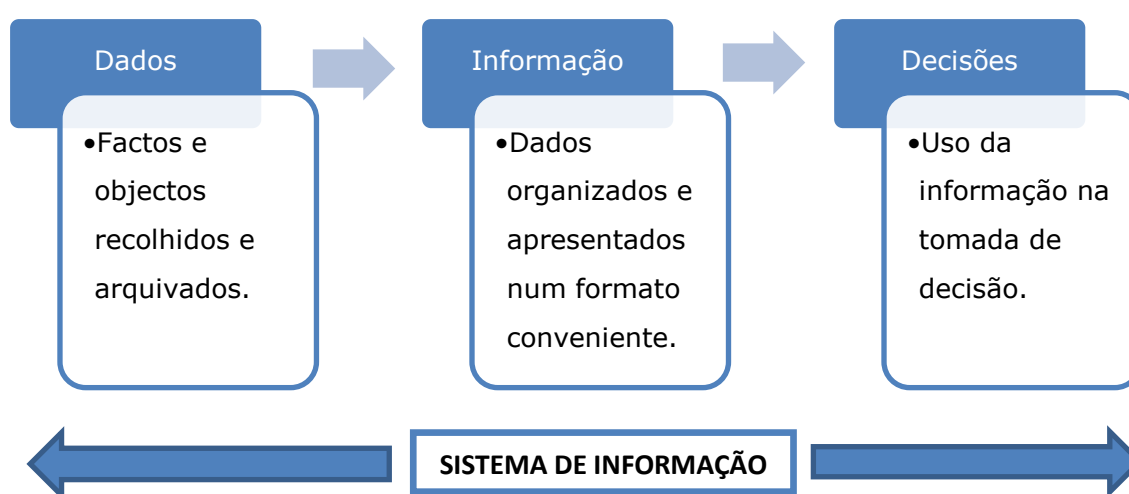 Dados
•Factos e
objectos
recolhidos e
arquivados.
Informação
•Dados
organizados e
apresentados
num formato
conveniente.
Decisões
•Uso da
informação na
tomada de
decisão.
SISTEMA DE INFORMAÇÃO